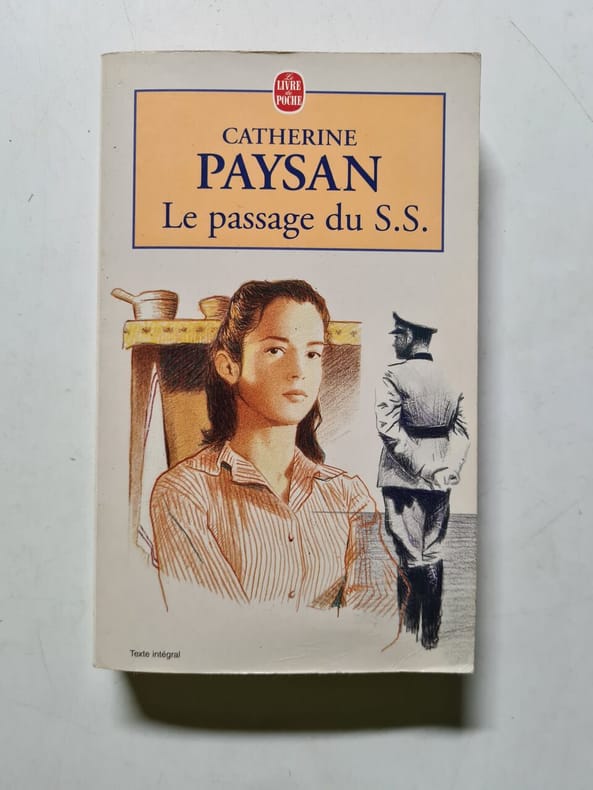 Le
LIVRE
de
POCHE
CATHERINE
PAYSAN
Le passage du S.S.
Texte intégral